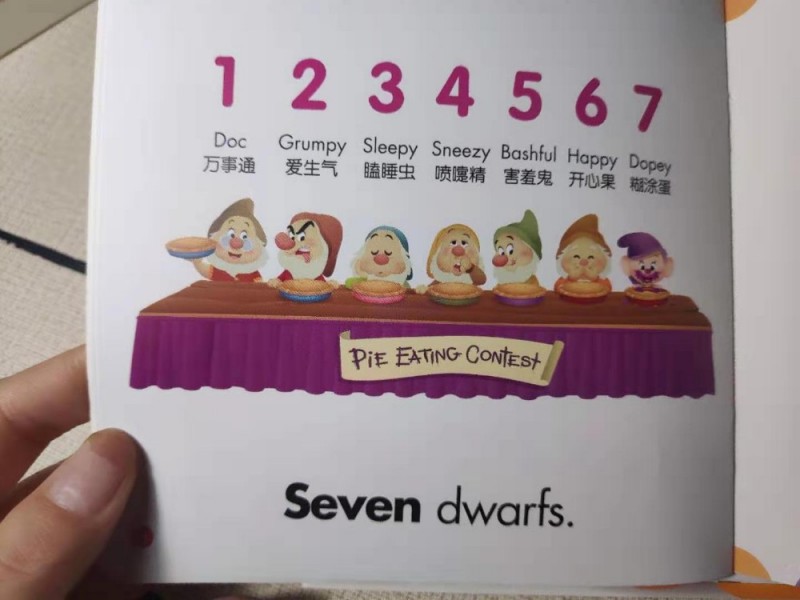 1 2 3 4 5 6 7
Doc Grumpy Sleepy Sneezy Bashful Happy Dopey
万事通 爱生气 瞌睡虫 喷嚏精 害羞鬼 开心果 糊涂蛋
PIE EATING CONTEST
Seven dwarfs.